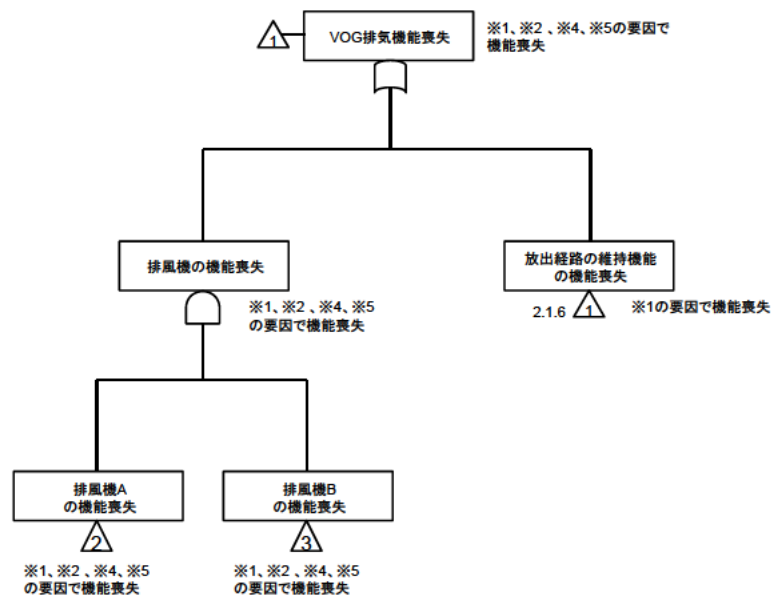 1
VOG排気機能喪失
※1、※2 、※4、※5の要因で
機能喪失
排風機の機能喪失
※1、※2 、※4、※5
の要因で機能喪失
放出経路の維持機能
の機能喪失
2.1.6
1
※1の要因で機能喪失
排風機A
の機能喪失
2
※1、※2 、※4、※5
の要因で機能喪失
排風機B
の機能喪失
3
※1、※2 、※4、※5
の要因で機能喪失